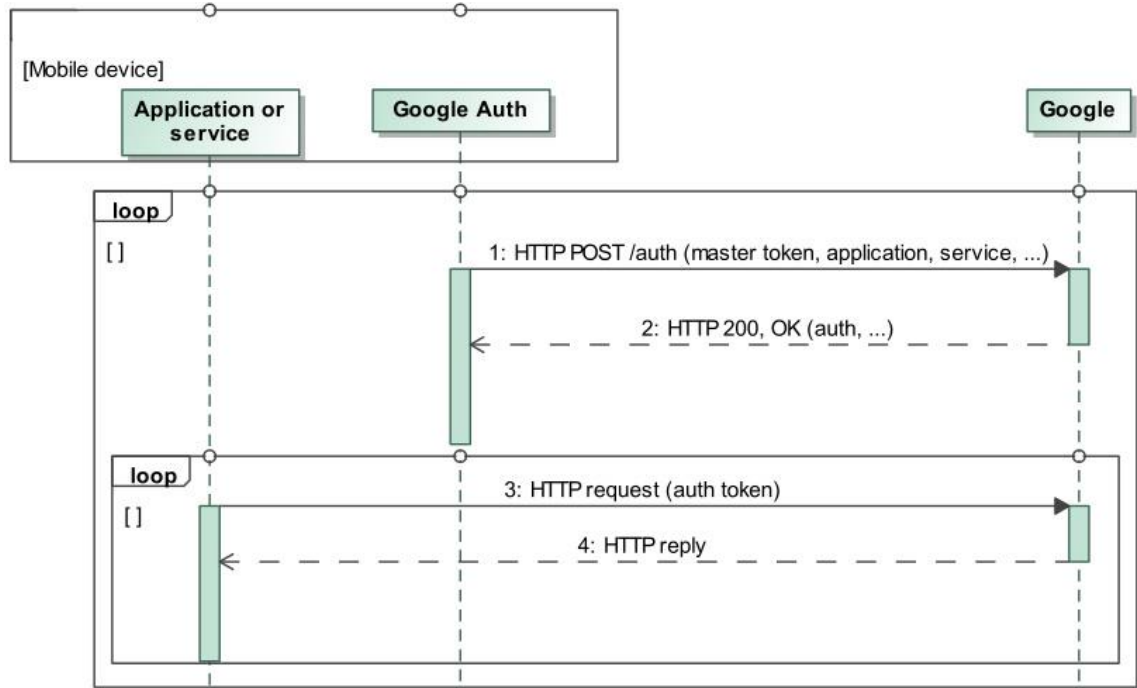 [Mobile device]
Application or
service
Google Auth
Google
loop
[ ]
1: HTTP POST /auth (master token, application, service, ...)
2: HTTP 200, OK (auth, ...)
loop
[ ]
3: HTTP request (auth token)
4: HTTP reply